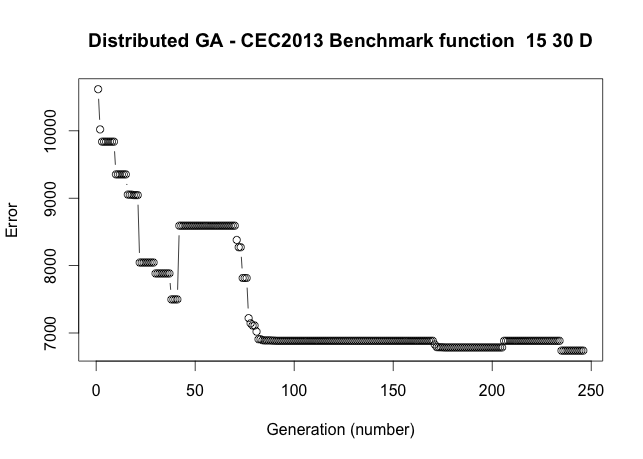 Distributed GA - CEC2013 Benchmark function  15 30 D
Error
10000
9000
8000
7000
0 50 100 150 200 250
Generation (number)